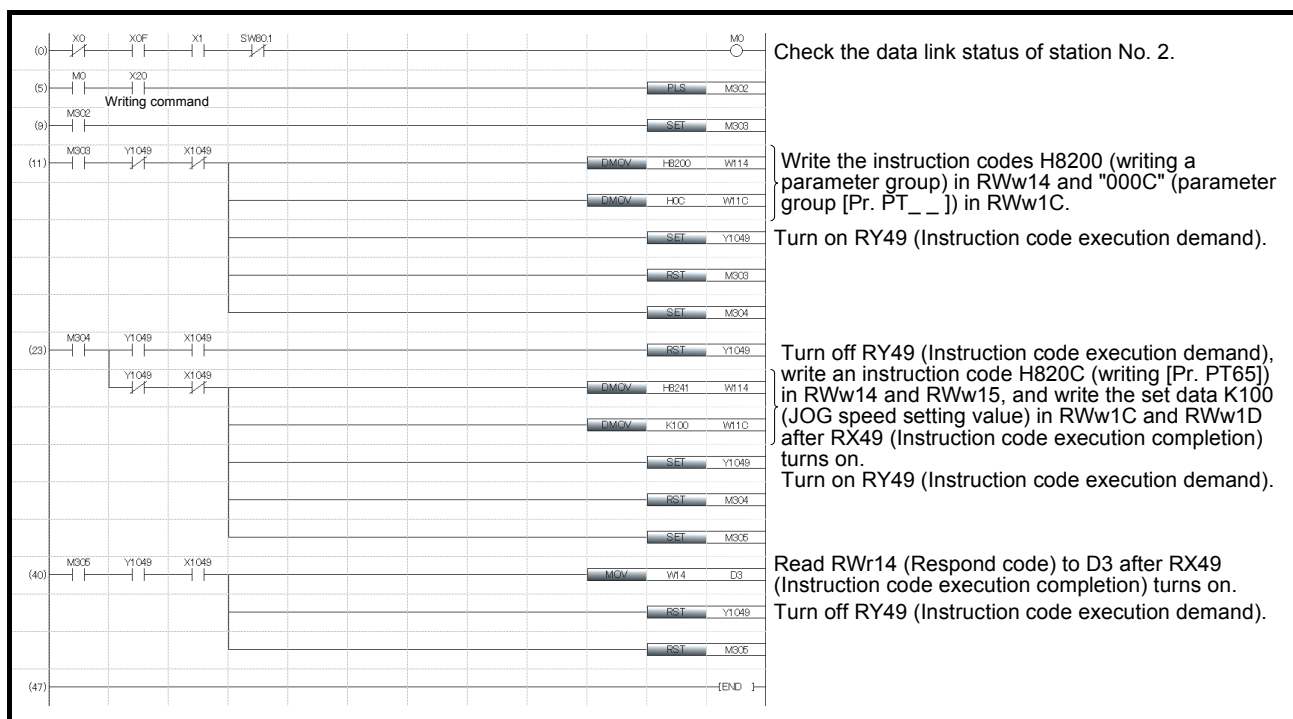 X0 X0F X1 SW80.1 M0
(0)
Check the data link status of station No. 2.
M0 X20
(5) PLS M302
Writing command
M302
(9) SET M303
M303 Y1049 X1049
(11) DMOV H8200 W114
DMOV H0C W11C
Write the instruction codes H8200 (writing a
parameter group) in RWw14 and "000C" (parameter
group [Pr. PT_ _ ]) in RWw1C.
SET Y1049
Turn on RY49 (Instruction code execution demand).
RST M303
SET M304
M304 Y1049 X1049
(23) RST Y1049
Y1049 X1049
DMOV H8241 W114
DMOV K100 W11C
SET Y1049
RST M304
SET M305
Turn off RY49 (Instruction code execution demand),
write an instruction code H820C (writing [Pr. PT65])
in RWw14 and RWw15, and write the set data K100
(JOG speed setting value) in RWw1C and RWw1D
after RX49 (Instruction code execution completion)
turns on.
Turn on RY49 (Instruction code execution demand).
M305 Y1049 X1049
(40) MOV W14 D3
Read RWr14 (Respond code) to D3 after RX49
(Instruction code execution completion) turns on.
RST Y1049
Turn off RY49 (Instruction code execution demand).
RST M305
(47) [END ]